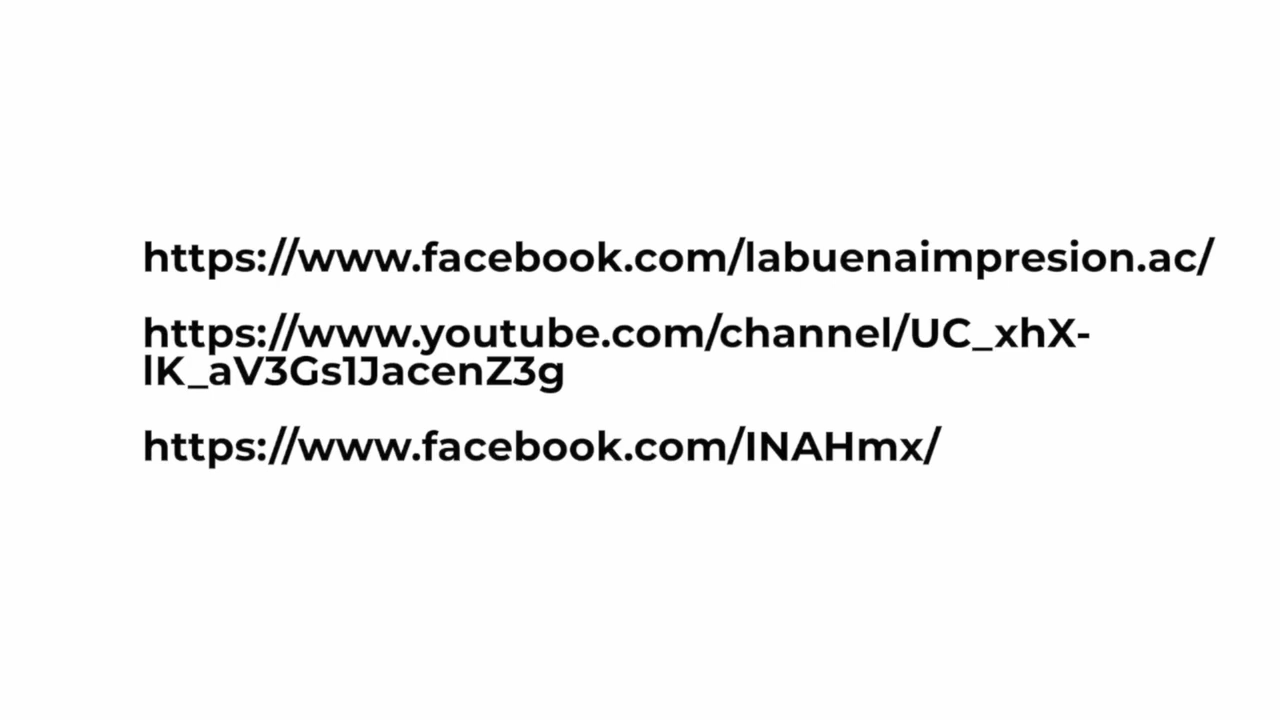 https://www.facebook.com/labuenaimpresion.ac/
https://www.youtube.com/channel/UC_xhX-
lK_aV3Gs1JacenZ3g
https://www.facebook.com/INAHmx/